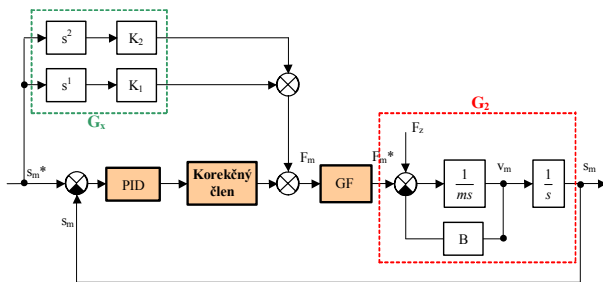 s² K₂
s¹ K₁
Gₓ
G₂
F_z
s_m*
PID
Korekčný
člen
F_m
GF
F_m*
1
ms
v_m
1
s
s_m
s_m
B